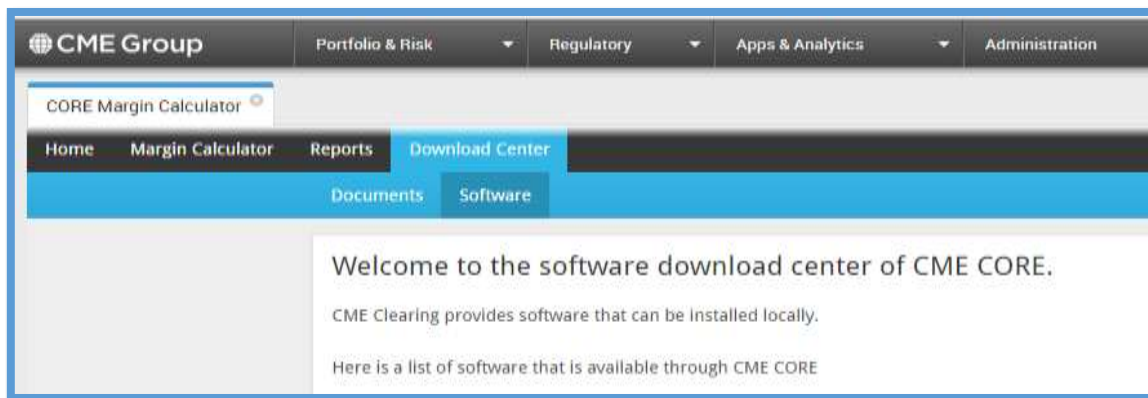 CME Group Portfolio & Risk Regulatory Apps & Analytics Administration
CORE Margin Calculator
Home Margin Calculator Reports Download Center
Documents Software
Welcome to the software download center of CME CORE.
CME Clearing provides software that can be installed locally.
Here is a list of software that is available through CME CORE